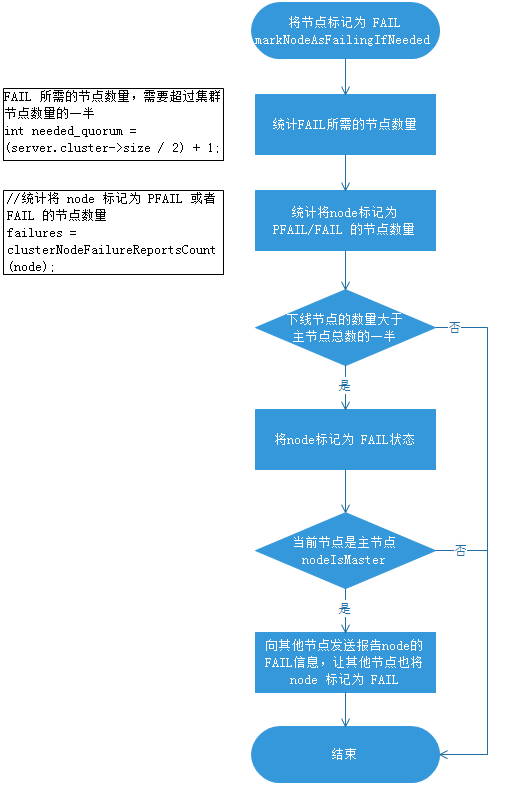 将节点标记为 FAIL
markNodeAsFailingIfNeeded
FAIL 所需的节点数量，需要超过集群
节点数量的一半
int needed_quorum =
(server.cluster->size / 2) + 1;
统计FAIL所需的节点数量
//统计将 node 标记为 PFAIL 或者
FAIL 的节点数量
failures =
clusterNodeFailureReportsCount
(node);
统计将node标记为
PFAIL/FAIL 的节点数量
下线节点的数量大于
主节点总数的一半
否
是
将node标记为 FAIL状态
当前节点是主节点
nodeIsMaster
否
是
向其他节点发送报告node的
FAIL信息，让其他节点也将
node 标记为 FAIL
结束